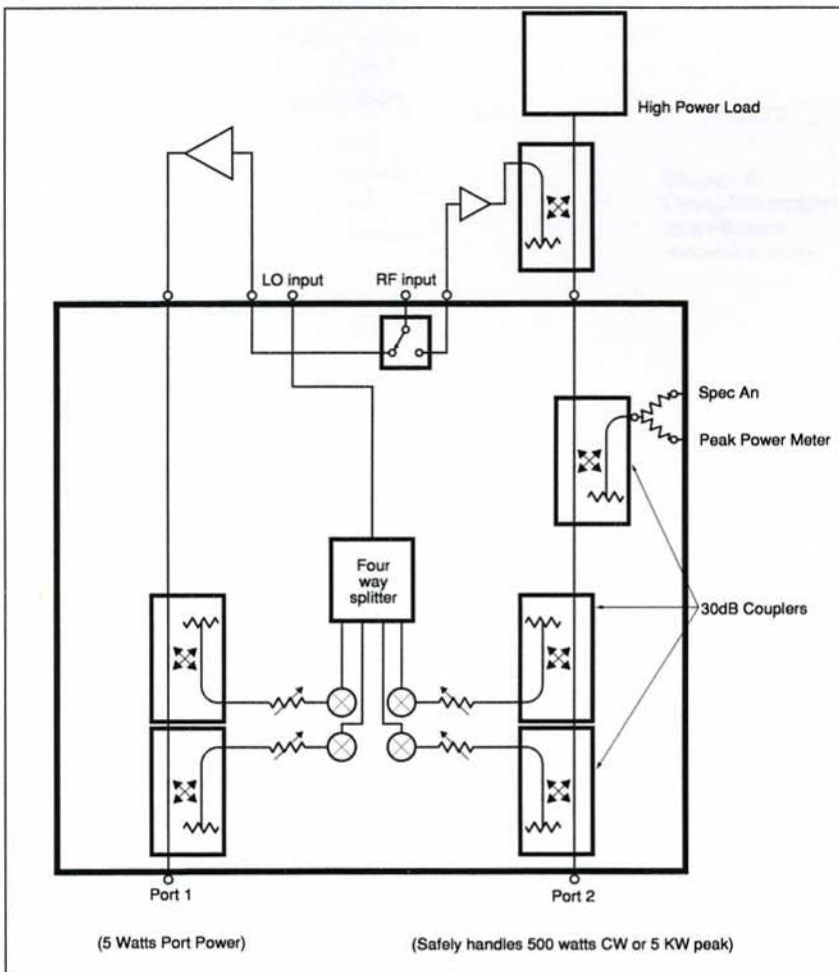 High Power Load
LO input
RF input
Spec An
Peak Power Meter
Four
way
splitter
30dB Couplers
Port 1
Port 2
(5 Watts Port Power)
(Safely handles 500 watts CW or 5 KW peak)